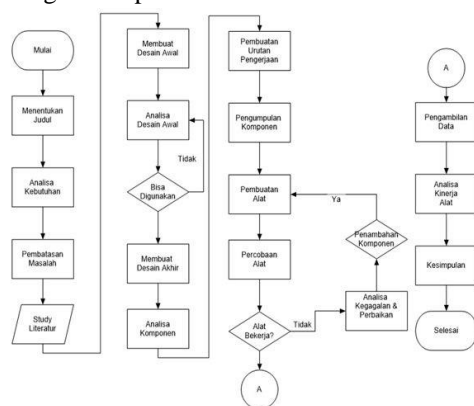 Mulai
Menentukan
Judul
Analisa
Kebutuhan
Pembatasan
Masalah
Study
Literatur
Membuat
Desain Awal
Analisa
Desain Awal
Tidak
Bisa
Digunakan
Membuat
Desain Akhir
Analisa
Komponen
Pembuatan
Urutan
Pengerjaan
Pengumpulan
Komponen
Pembuatan
Alat
Percobaan
Alat
Alat
Bekerja?
Tidak
A
Analisa
Kegagalan &
Perbaikan
Penambahan
Komponen
Ya
A
Pengambilan
Data
Analisa
Kinerja
Alat
Kesimpulan
Selesai